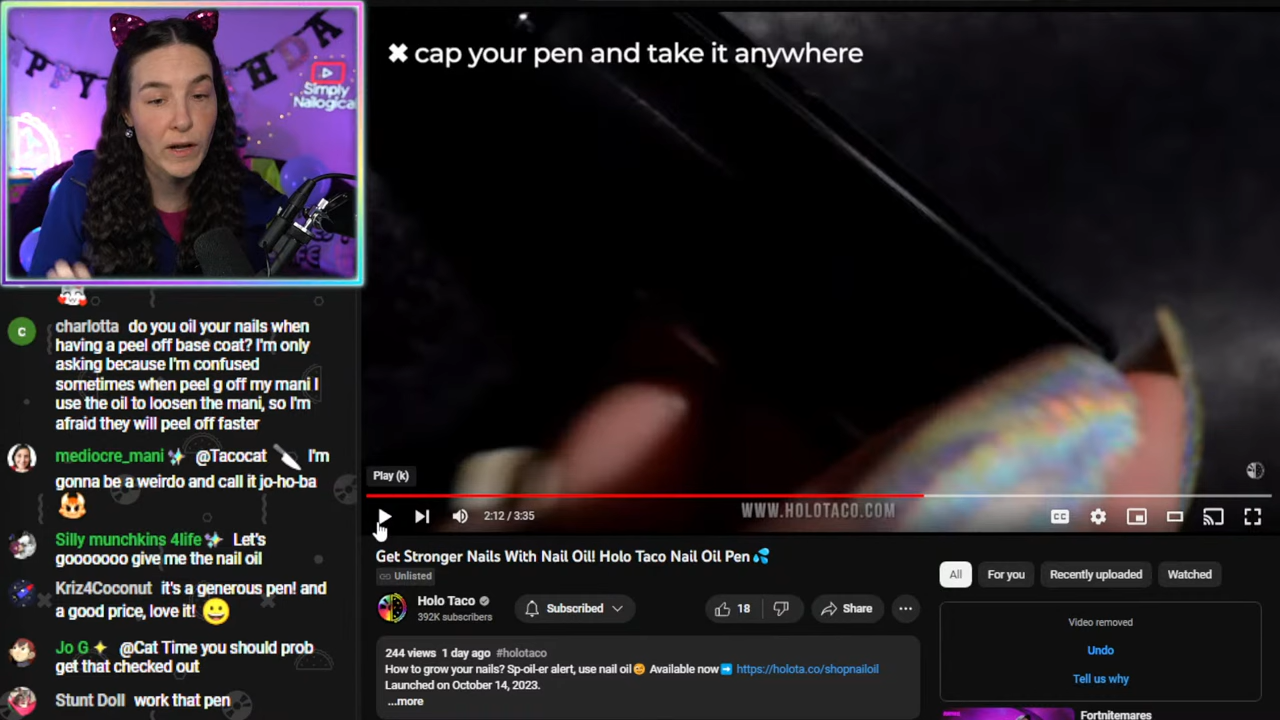 HAPPY HDA
Simply
Nailogical
✖ cap your pen and take it anywhere
charlotta do you oil your nails when
having a peel off base coat? I'm only
asking because I'm confused
sometimes when peel g off my mani I
use the oil to loosen the mani, so I'm
afraid they will peel off faster
mediocre_mani✨ @Tacocat 🔪 I'm
gonna be a weirdo and call it jo-ho-ba
Silly munchkins 4life✨ Let's
gooooooo give me the nail oil
Kriz4Coconut it's a generous pen! and
a good price, love it! 😀
Jo G✨ @Cat Time you should prob
get that checked out
Stunt Doll work that pen
C
Play (k)
2:12 / 3:35
WWW.HOLOTACO.COM
CC
Get Stronger Nails With Nail Oil! Holo Taco Nail Oil Pen💦
Unlisted
Holo Taco
392K subscribers
Subscribed
18
Share
244 views 1 day ago #holotaco
How to grow your nails? Sp-oil-er alert, use nail oil🤕 Available now➡ https://holota.co/shopnailoil
Launched on October 14, 2023.
...more
All
For you
Recently uploaded
Watched
Video removed
Undo
Tell us why
Fortnitemares